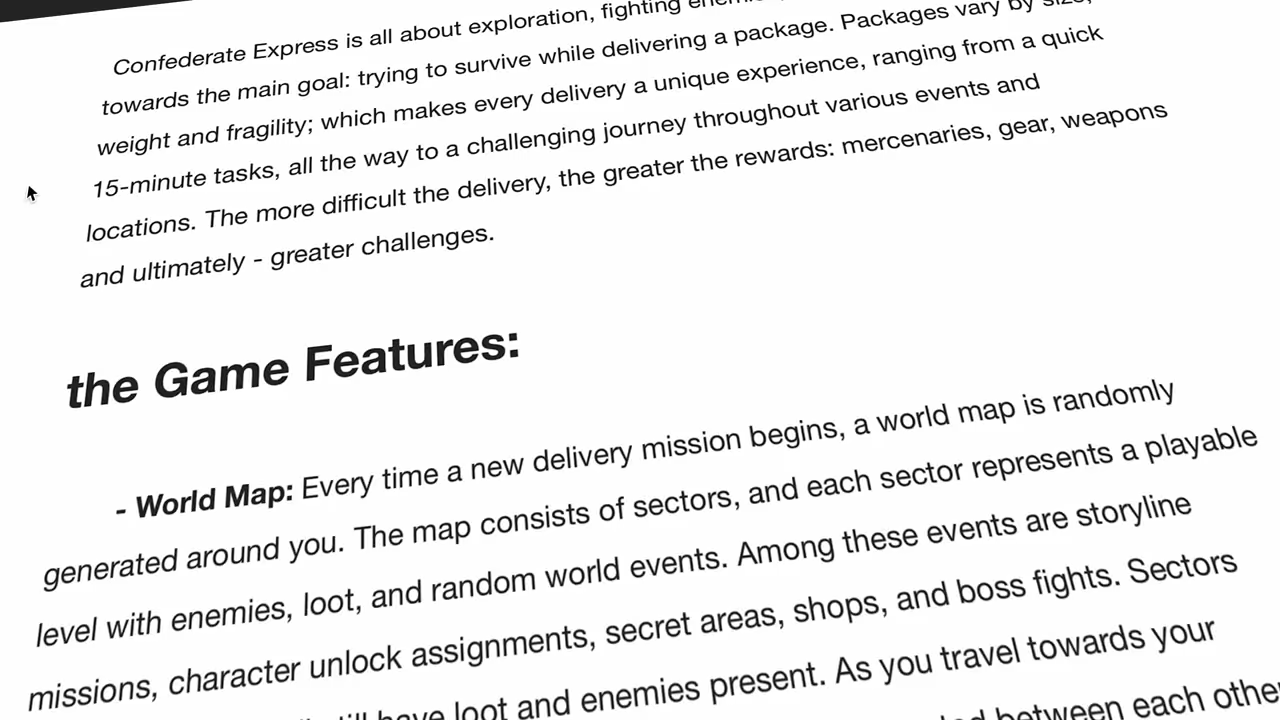 Confederate Express is all about exploration, fighting
towards the main goal: trying to survive while delivering a package. Packages vary by size,
weight and fragility; which makes every delivery a unique experience, ranging from a quick
15-minute tasks, all the way to a challenging journey throughout various events and
locations. The more difficult the delivery, the greater the rewards: mercenaries, gear, weapons
and ultimately - greater challenges.
the Game Features:
- World Map: Every time a new delivery mission begins, a world map is randomly
generated around you. The map consists of sectors, and each sector represents a playable
level with enemies, loot, and random world events. Among these events are storyline
missions, character unlock assignments, secret areas, shops, and boss fights. Sectors
still have loot and enemies present. As you travel towards your
between each other